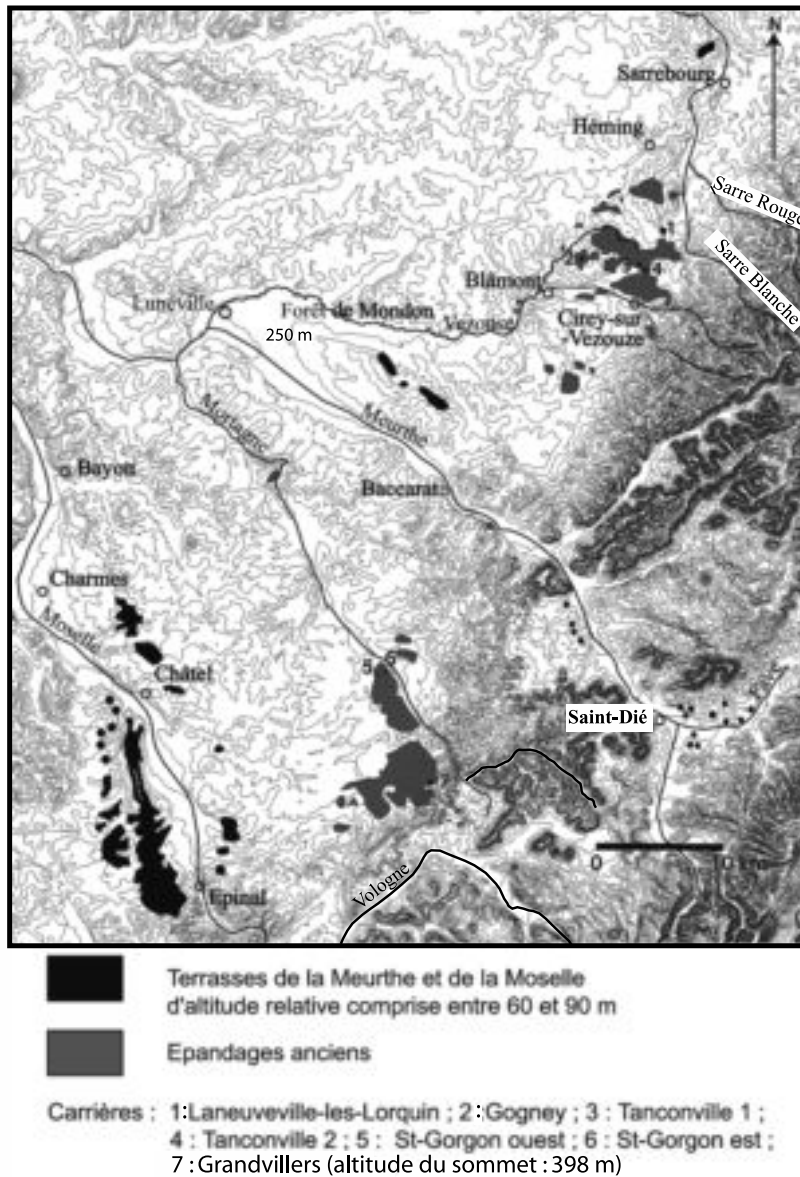 N
Sarrebourg
Héming
Sarre Rouge
Sarre Blanche
Blâmont
4
Lunéville
Forêt de Mondon
Vezouse
Cirey-sur
-Vezouze
250 m
Mortagne
Meurthe
Bayon
Baccarat
Charmes
Moselle
Châtel
5
Saint-Dié
0 10 km
Vologne
Epinal
Terrasses de la Meurthe et de la Moselle
d'altitude relative comprise entre 60 et 90 m
Epandages anciens
Carrières : 1:Laneuveville-les-Lorquin ; 2:Gogney ; 3 : Tanconville 1 ;
4 : Tanconville 2 ; 5 : St-Gorgon ouest ; 6 : St-Gorgon est ;
7 : Grandvillers (altitude du sommet : 398 m)